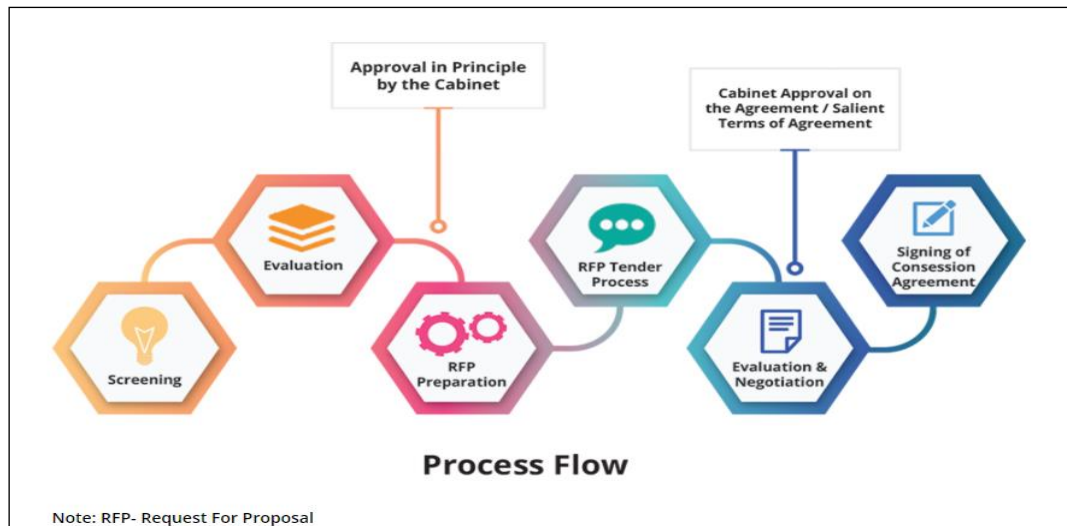 Approval in Principle
by the Cabinet
Cabinet Approval on
the Agreement / Salient
Terms of Agreement
Screening
Evaluation
RFP
Preparation
RFP Tender
Process
Evaluation &
Negotiation
Signing of
Consession
Agreement
Process Flow
Note: RFP- Request For Proposal